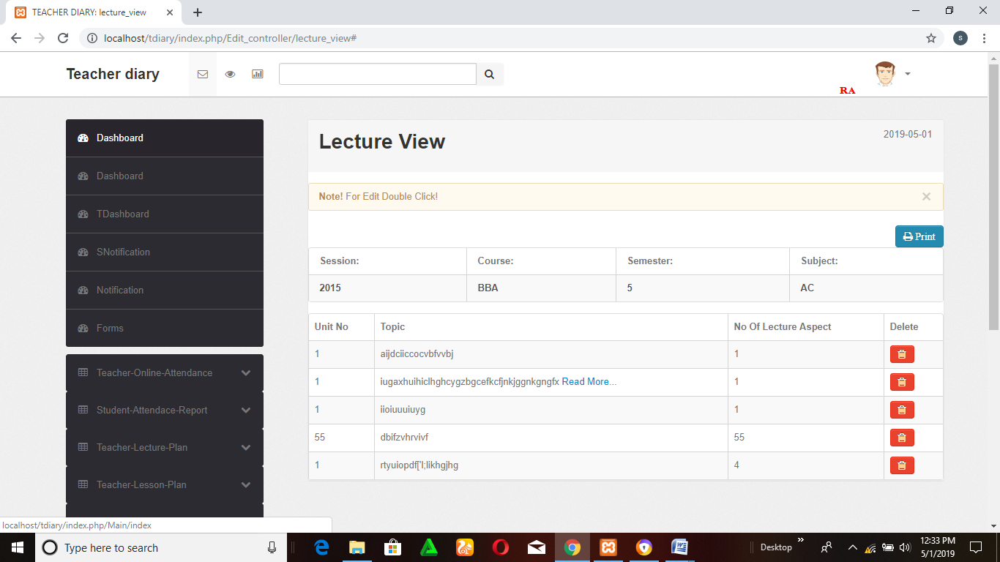 TEACHER DIARY: lecture_view
localhost/tdiary/index.php/Edit_controller/lecture_view#
S
Teacher diary
RA
Dashboard
Dashboard
TDashboard
SNotification
Notification
Forms
Teacher-Online-Attendance
Student-Attendace-Report
Teacher-Lecture-Plan
Teacher-Lesson-Plan
Lecture View
2019-05-01
Note! For Edit Double Click!
×
Print
Session: Course: Semester: Subject:
2015 BBA 5 AC
Unit No Topic No Of Lecture Aspect Delete
1 aijdciiccocvbfvvbj 1
1 iugaxhuihiclhghcygzbgcefkcfjnkjggnkgngfx Read More... 1
1 iioiuuuiuyg 1
55 dbifzvhrvivf 55
1 rtyuiopdf['l;likhgjhg 4
localhost/tdiary/index.php/Main/index
Type here to search
Desktop
12:33 PM
5/1/2019